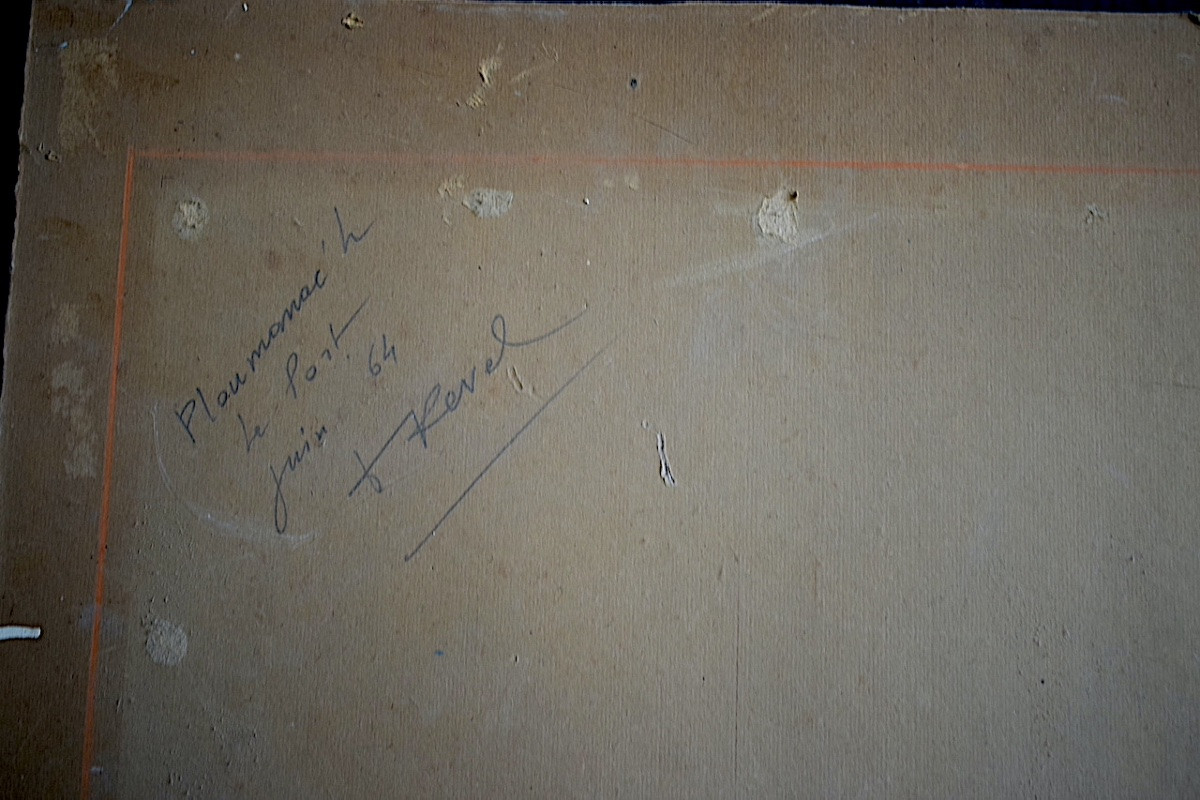 Ploumanac'h
le Port
juin 64
Revel